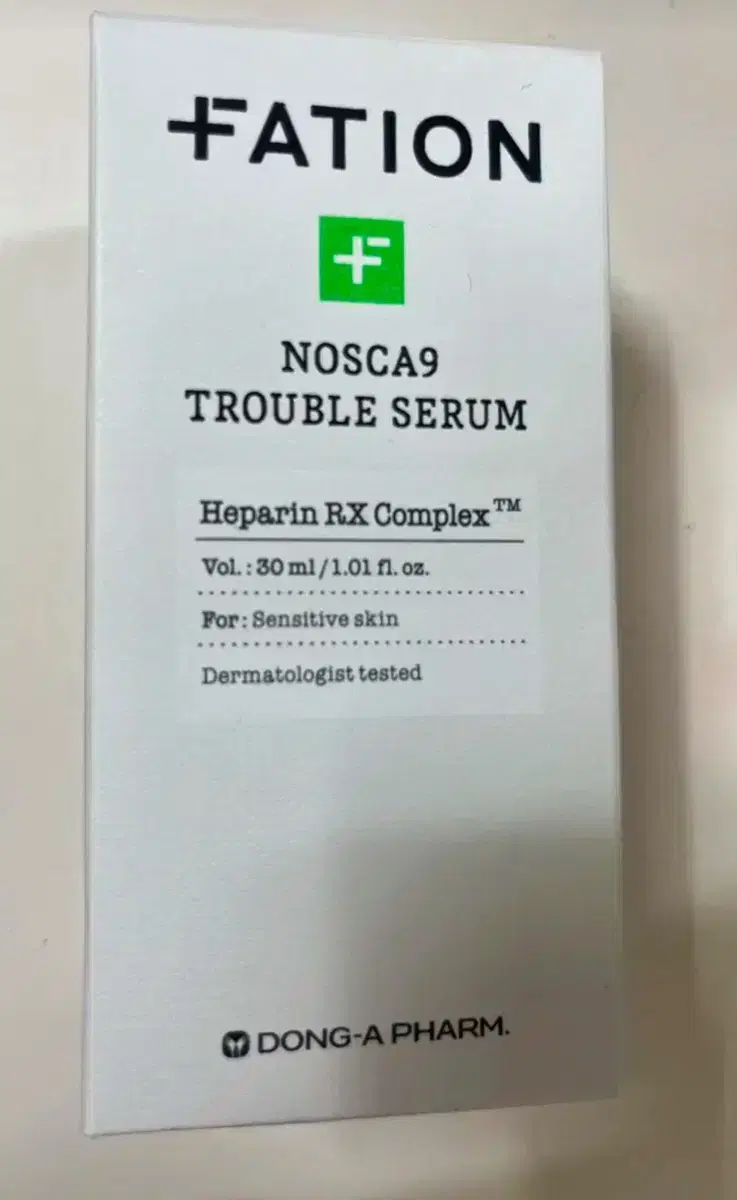 FATION
NOSCA9
TROUBLE SERUM
Heparin RX Complex™
Vol. : 30 ml / 1.01 fl. oz.
For : Sensitive skin
Dermatologist tested
DONG-A PHARM.